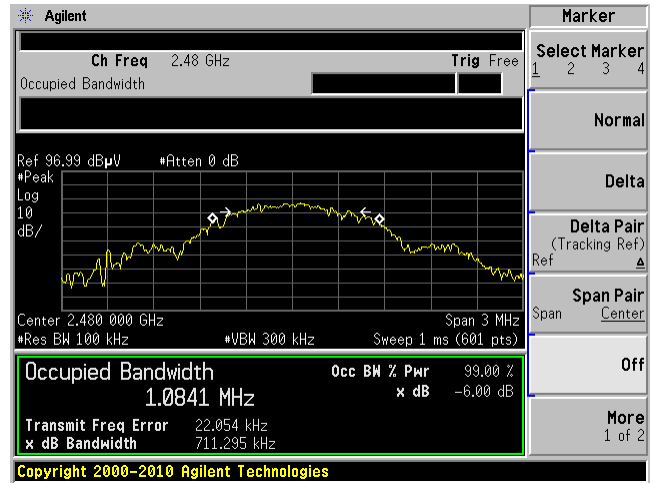 Agilent
Marker
Ch Freq 2.48 GHz Trig Free
Occupied Bandwidth
Select Marker
1 2 3 4
Normal
Delta
Delta Pair
(Tracking Ref)
Ref Δ
Span Pair
Span Center
Off
More
1 of 2
Ref 96.99 dBµV #Atten 0 dB
#Peak
Log
10
dB/
Center 2.480 000 GHz Span 3 MHz
#Res BW 100 kHz #VBW 300 kHz Sweep 1 ms (601 pts)
Occupied Bandwidth
1.0841 MHz
Occ BW % Pwr 99.00 %
x dB -6.00 dB
Transmit Freq Error 22.054 kHz
x dB Bandwidth 711.295 kHz
Copyright 2000-2010 Agilent Technologies